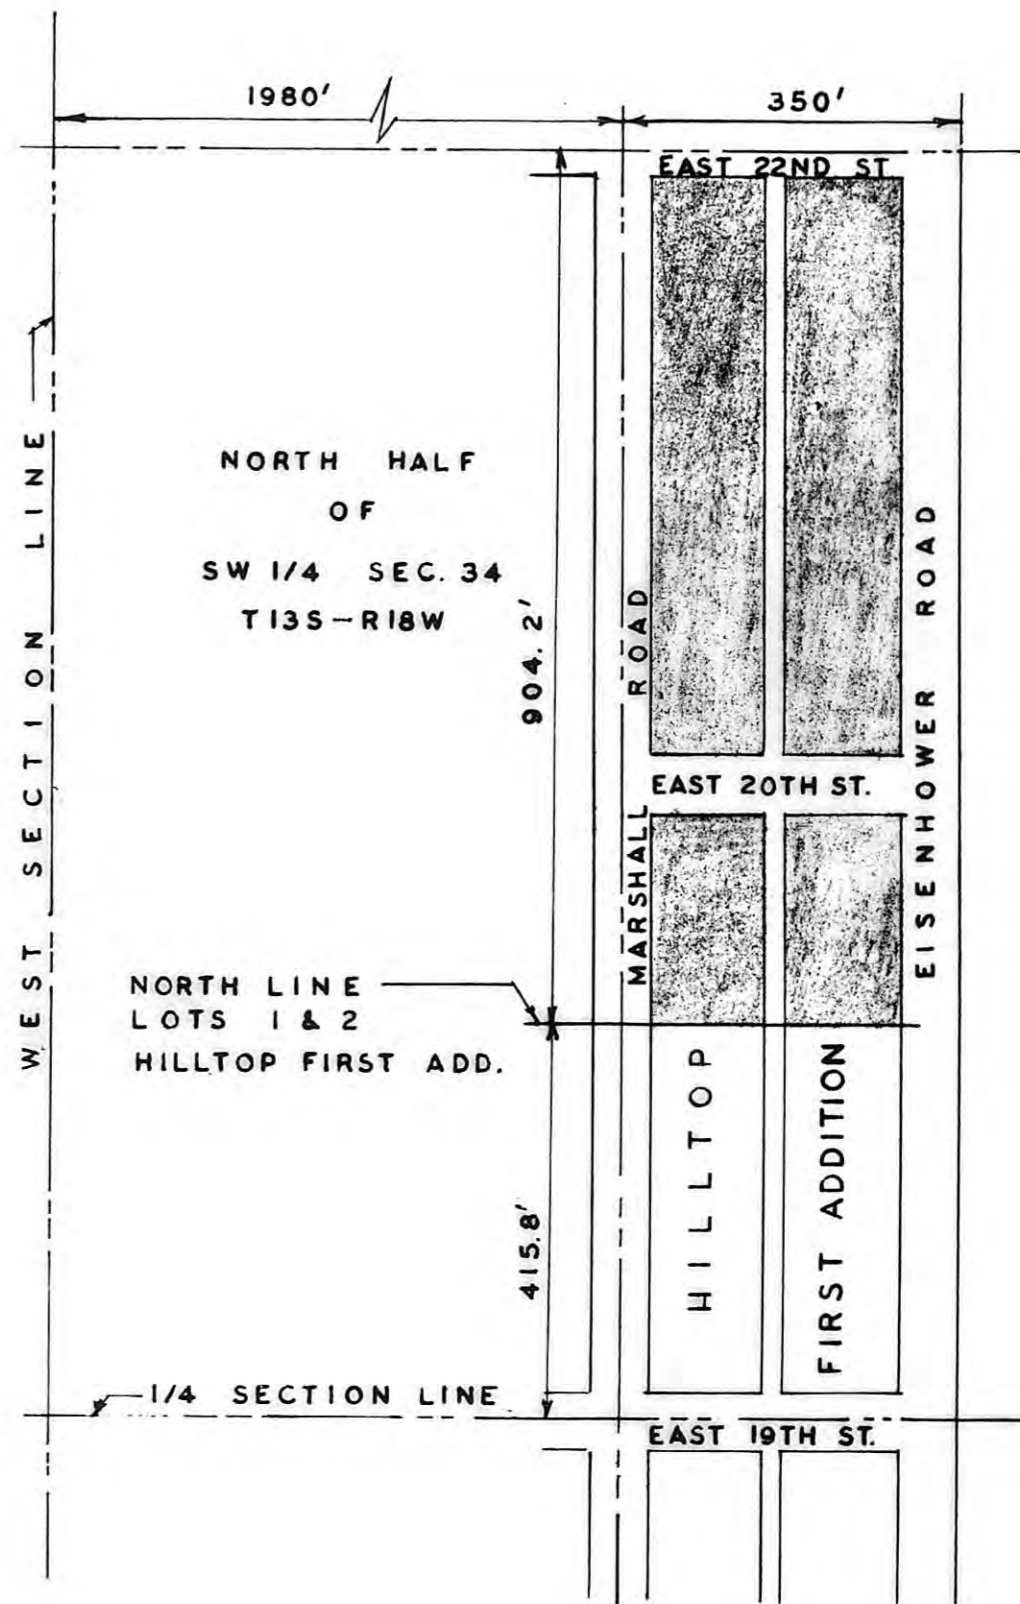 1980'
350'
EAST 22ND ST
WEST SECTION LINE
NORTH HALF
OF
SW 1/4 SEC. 34
T13S-R18W
904.2'
MARSHALL ROAD
EISENHOWER ROAD
EAST 20TH ST.
NORTH LINE
LOTS 1 & 2
HILLTOP FIRST ADD.
HILLTOP
FIRST ADDITION
415.8'
1/4 SECTION LINE
EAST 19TH ST.